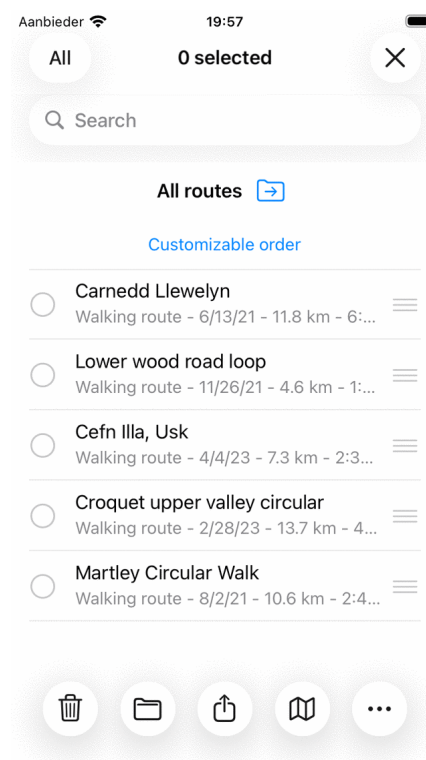 Aanbieder 19:57
All 0 selected
Search
All routes
Customizable order
Carnedd Llewelyn
Walking route - 6/13/21 - 11.8 km - 6:...
Lower wood road loop
Walking route - 11/26/21 - 4.6 km - 1:...
Cefn Illa, Usk
Walking route - 4/4/23 - 7.3 km - 2:3...
Croquet upper valley circular
Walking route - 2/28/23 - 13.7 km - 4...
Martley Circular Walk
Walking route - 8/2/21 - 10.6 km - 2:4...